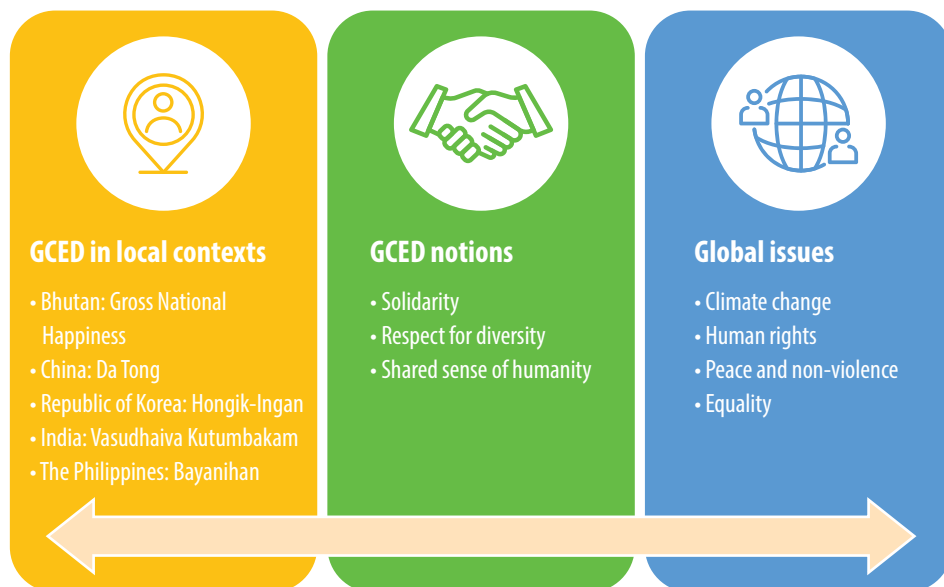 GCED in local contexts
• Bhutan: Gross National
Happiness
• China: Da Tong
• Republic of Korea: Hongik-Ingan
• India: Vasudhaiva Kutumbakam
• The Philippines: Bayanihan
GCED notions
• Solidarity
• Respect for diversity
• Shared sense of humanity
Global issues
• Climate change
• Human rights
• Peace and non-violence
• Equality